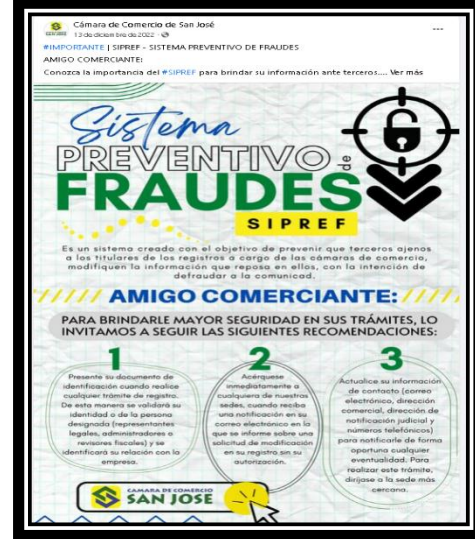 Cámara de Comercio de San José
13 de diciembre de 2022
#IMPORTANTE | SIPREF - SISTEMA PREVENTIVO DE FRAUDES
AMIGO COMERCIANTE:
Conozca la importancia del #SIPREF para brindar su información ante terceros.... Ver más
Sistema
PREVENTIVO de
FRAUDES
SIPREF
Es un sistema creado con el objetivo de prevenir que terceros ajenos
a los titulares de los registros a cargo de las cámaras de comercio,
modifiquen la información que reposa en ellos, con la intención de
defraudar a la comunicad.
AMIGO COMERCIANTE:
PARA BRINDARLE MAYOR SEGURIDAD EN SUS TRÁMITES, LO
INVITAMOS A SEGUIR LAS SIGUIENTES RECOMENDACIONES:
1
Presente su documento de
identificación cuando realice
cualquier trámite de registro.
De esta manera se validará su
identidad o de la persona
designada (representantes
legales, administradores o
revisores fiscales) y se
identificará su relación con la
empresa.
2
Acérquese
inmediatamente a
cualquiera de nuestras
sedes, cuando reciba
una notificación en su
correo electrónico en la
que se informe sobre una
solicitud de modificación
en su registro sin su
autorización.
3
Actualice su información
de contacto (correo
electrónico, dirección
comercial, dirección de
notificación judicial y
números telefónicos)
para notificarle de forma
oportuna cualquier
eventualidad. Para
realizar este trámite,
diríjase a la sede más
cercana.
CAMARA DE COMERCIO
SAN JOSE